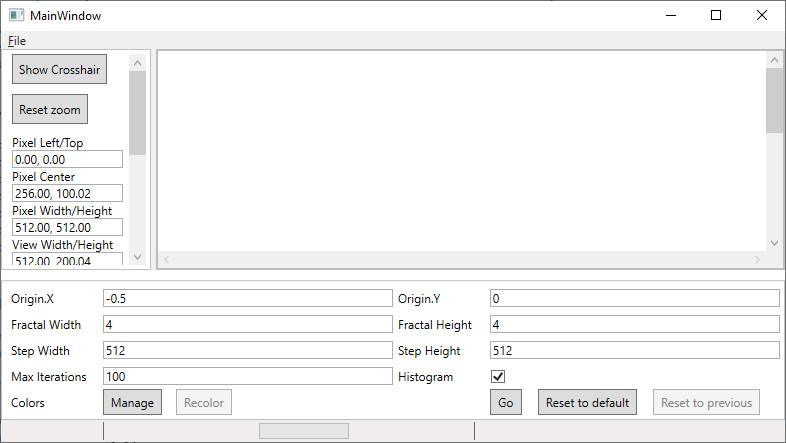 MainWindow
File
Show Crosshair
Reset zoom
Pixel Left/Top
0.00, 0.00
Pixel Center
256.00, 100.02
Pixel Width/Height
512.00, 512.00
View Width/Height
512.00, 200.04
Origin.X -0.5 Origin.Y 0
Fractal Width 4 Fractal Height 4
Step Width 512 Step Height 512
Max Iterations 100 Histogram
Colors Manage Recolor Go Reset to default Reset to previous